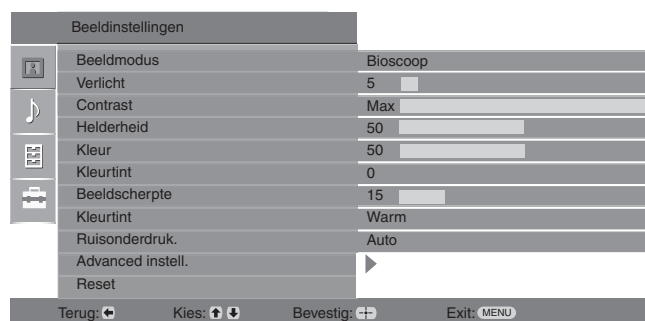 Beeldinstellingen
Beeldmodus Bioscoop
Verlicht 5
Contrast Max
Helderheid 50
Kleur 50
Kleurtint 0
Beeldscherpte 15
Kleurtint Warm
Ruisonderdruk. Auto
Advanced instell.
Reset
Terug: Kies: Bevestig: Exit: MENU